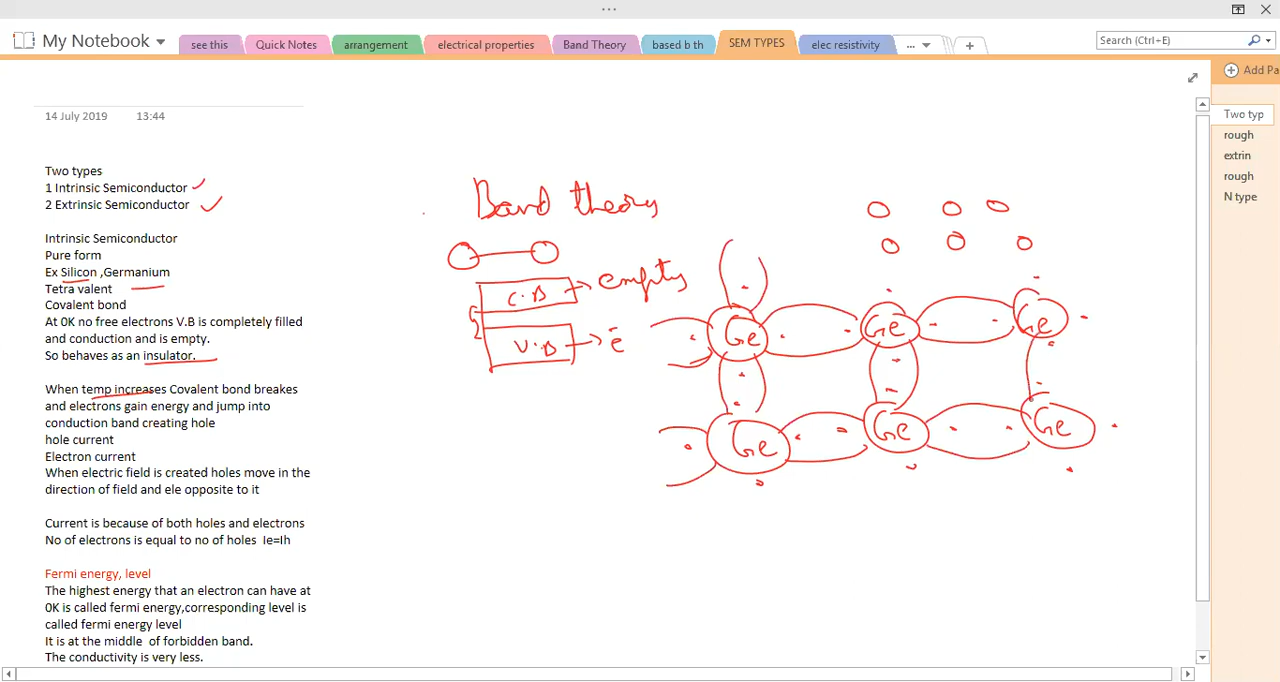 My Notebook
see this
Quick Notes
arrangement
electrical properties
Band Theory
based b th
SEM TYPES
elec resistivity
...
Search (Ctrl+E)
Add Pa
Two typ
rough
extrin
rough
N type
14 July 2019 13:44
Two types
1 Intrinsic Semiconductor
2 Extrinsic Semiconductor
Intrinsic Semiconductor
Pure form
Ex Silicon ,Germanium
Tetra valent
Covalent bond
At 0K no free electrons V.B is completely filled
and conduction and is empty.
So behaves as an insulator.
When temp increases Covalent bond breakes
and electrons gain energy and jump into
conduction band creating hole
hole current
Electron current
When electric field is created holes move in the
direction of field and ele opposite to it
Current is because of both holes and electrons
No of electrons is equal to no of holes Ie=Ih
Fermi energy, level
The highest energy that an electron can have at
0K is called fermi energy,corresponding level is
called fermi energy level
It is at the middle of forbidden band.
The conductivity is very less.
Band theory
C.B empty
V.B e
Ge Ge Ge
Ge Ge Ge